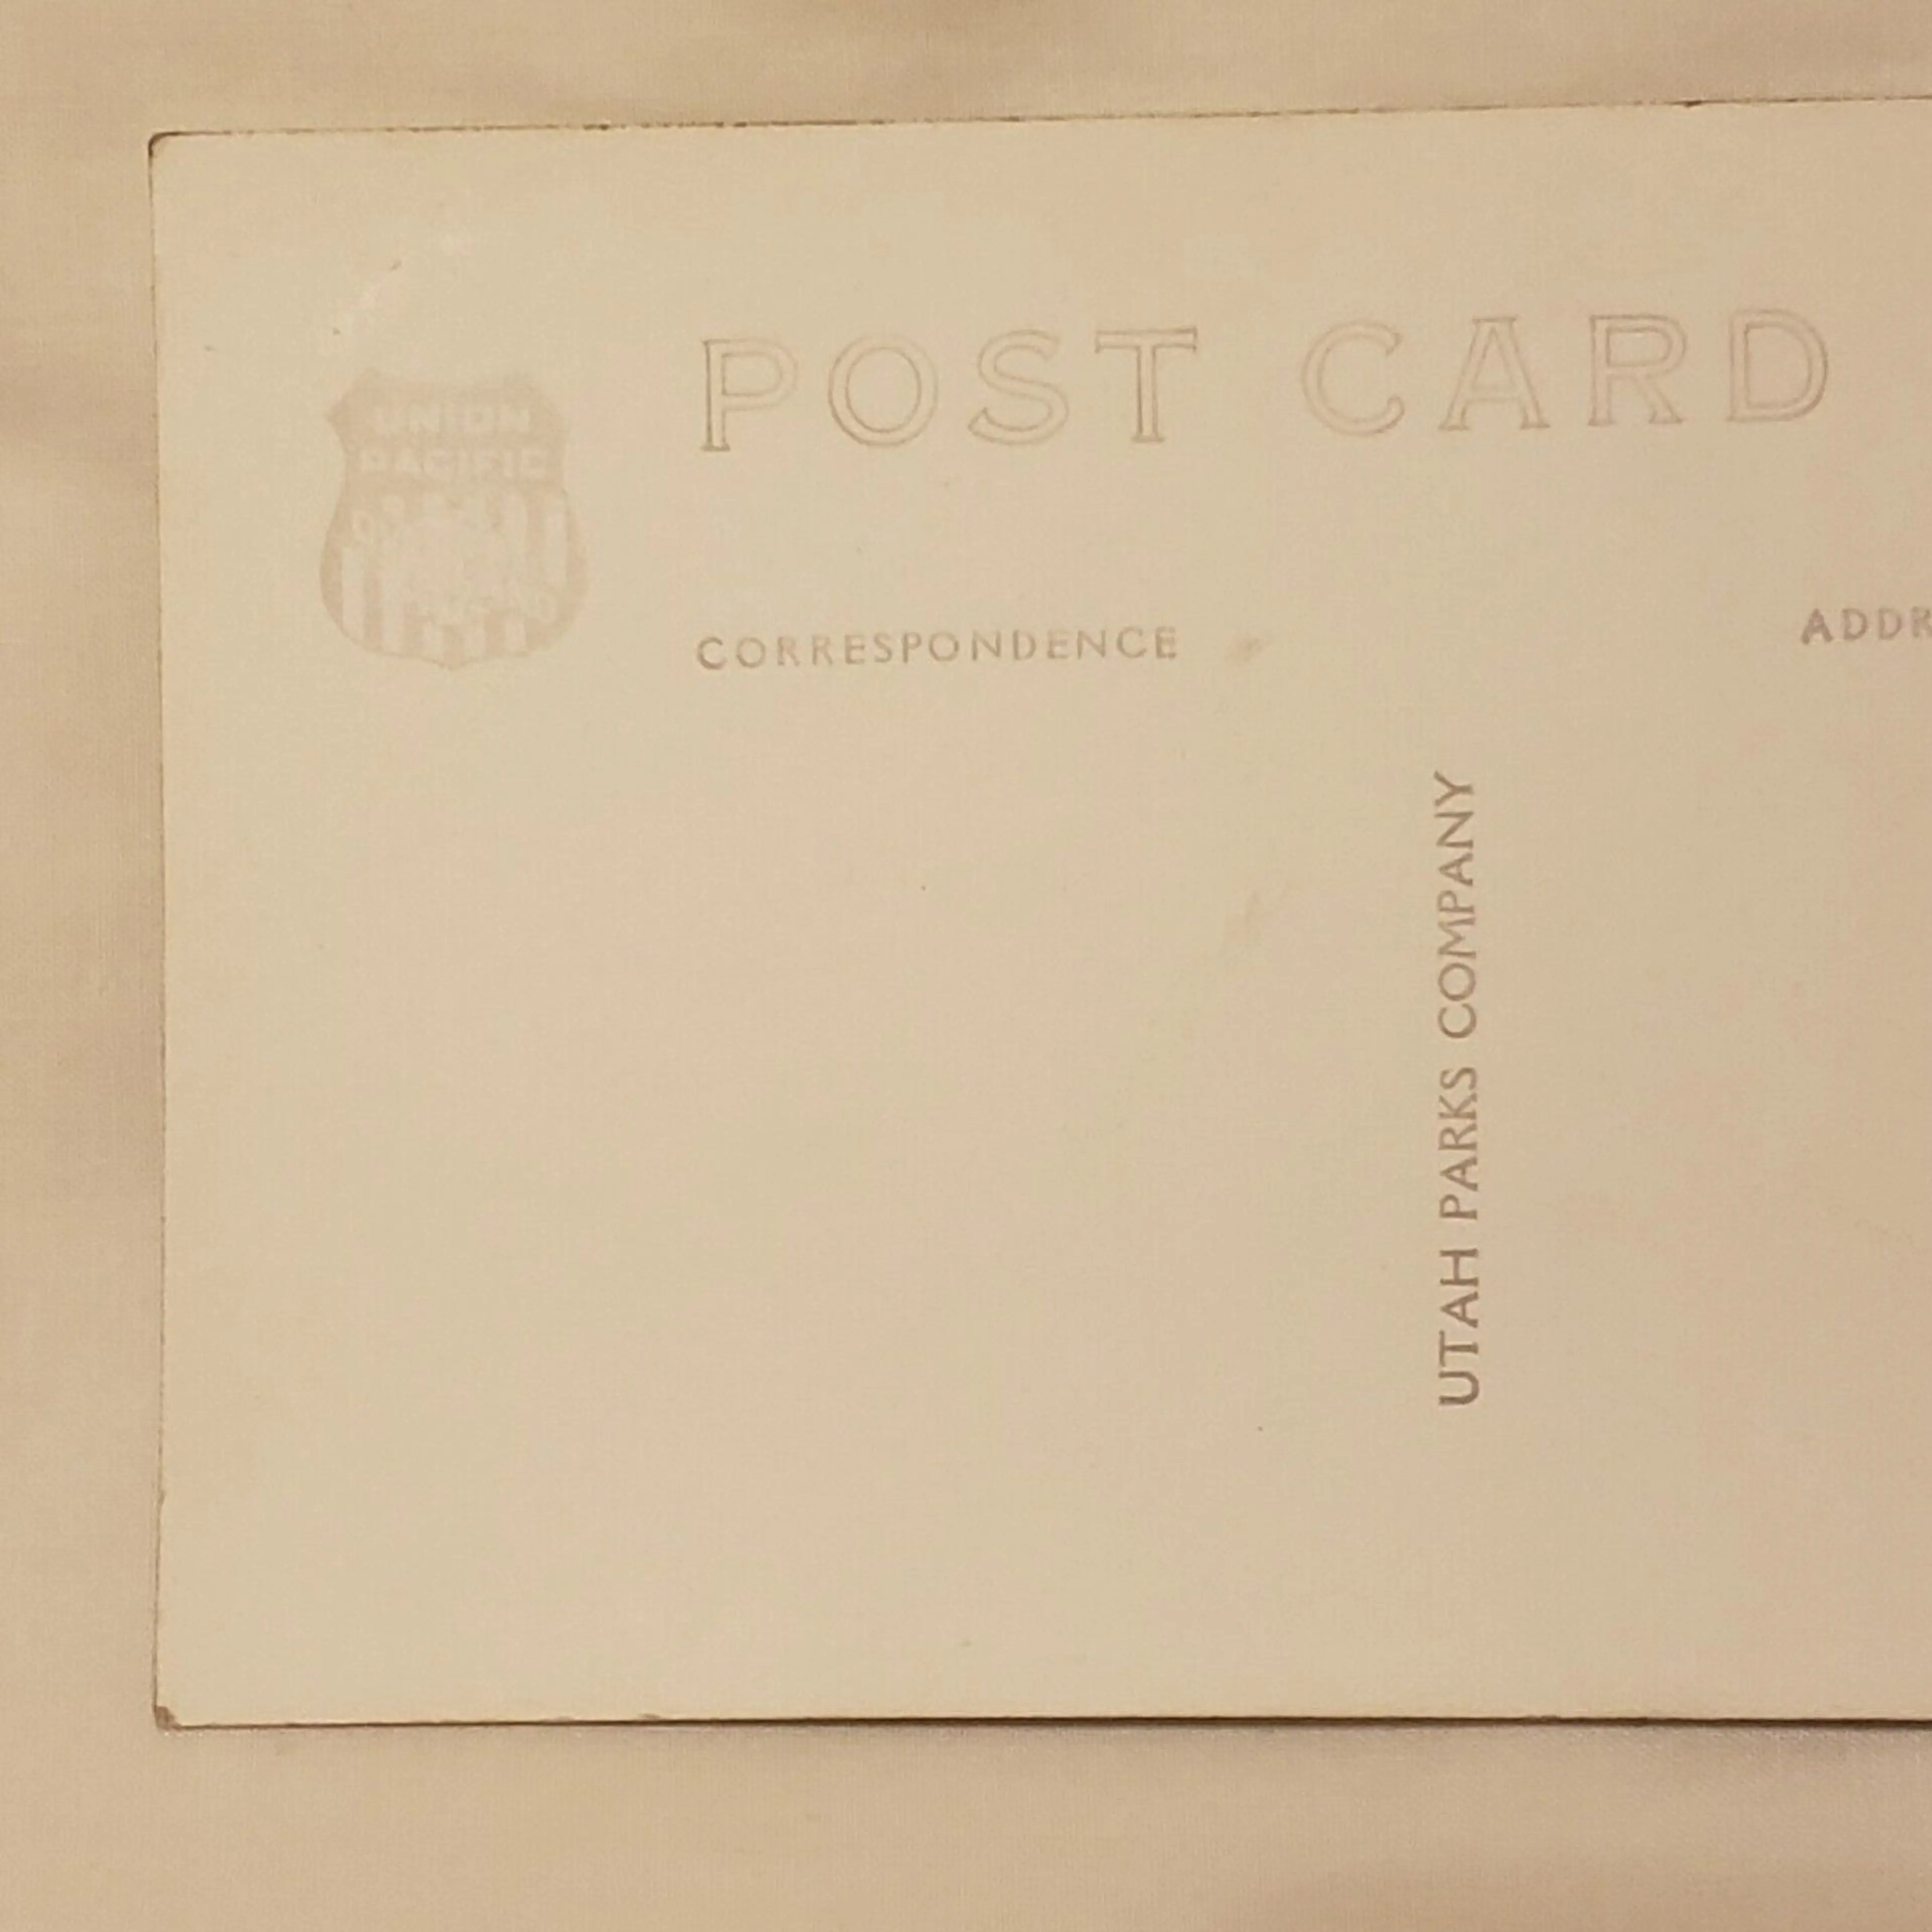 POST CARD
UNION
PACIFIC
CORRESPONDENCE
ADDR
UTAH PARKS COMPANY